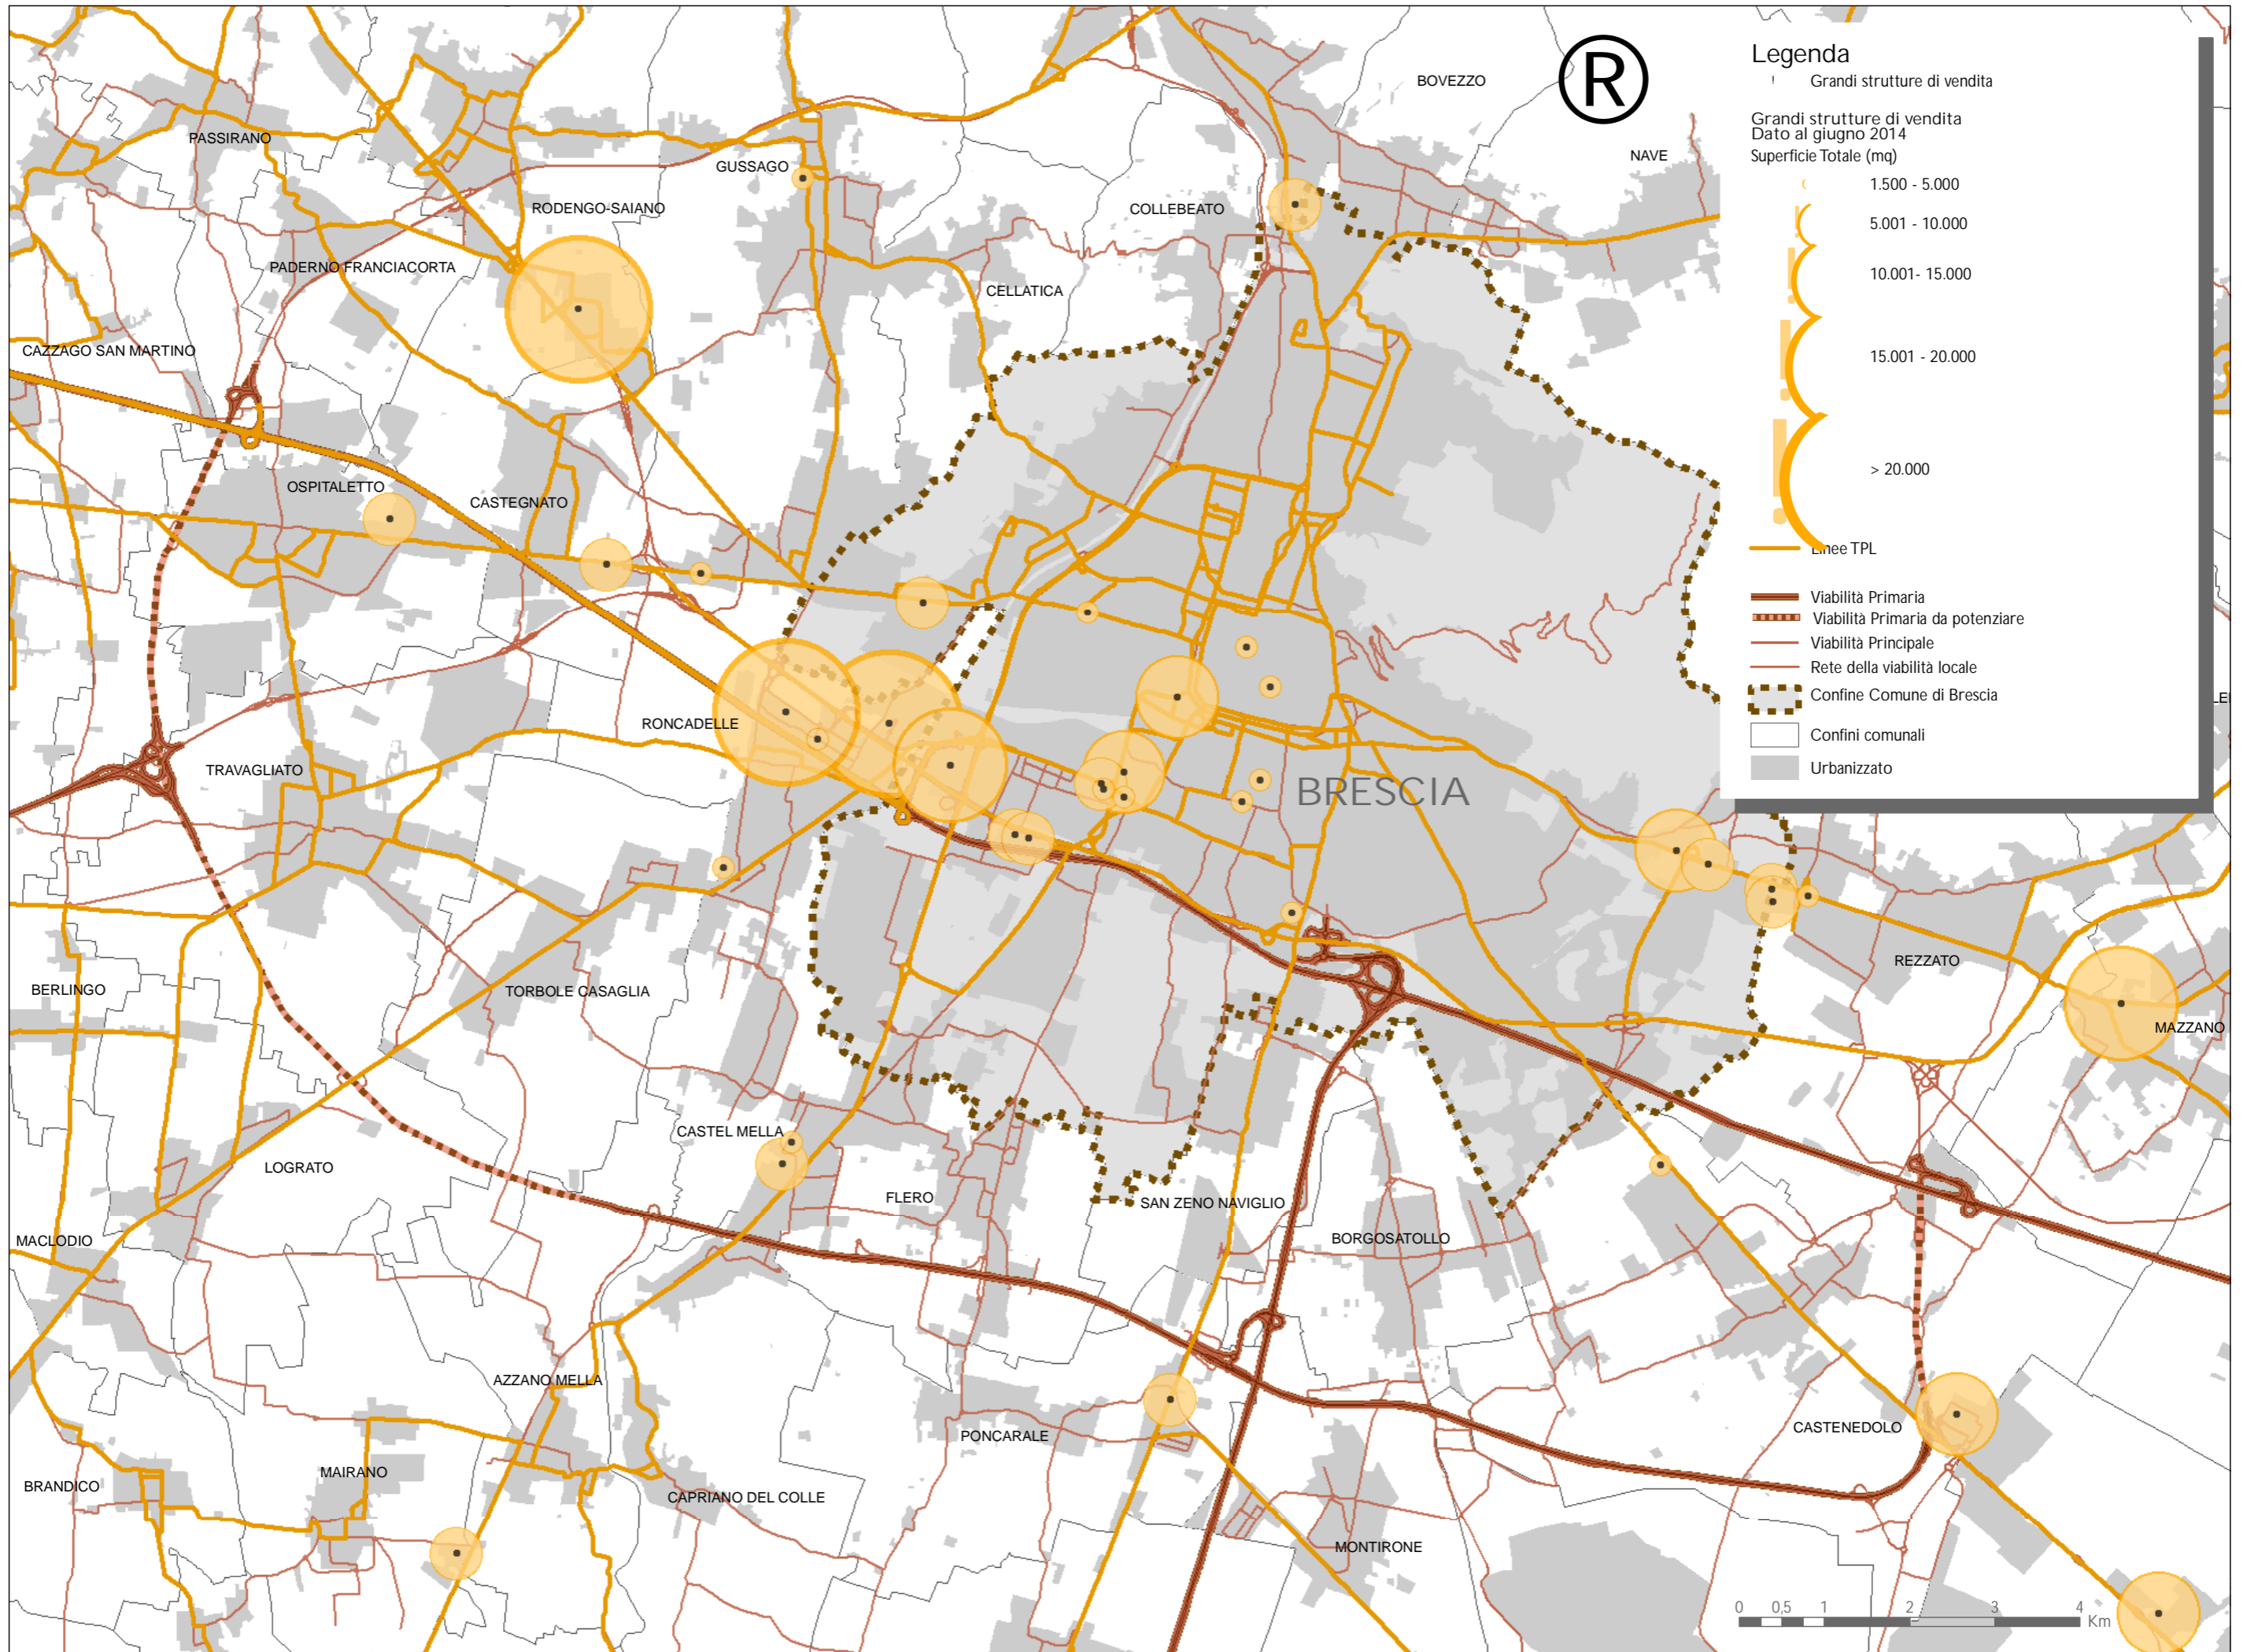 Legenda
Grandi strutture di vendita
Grandi strutture di vendita
Dato al giugno 2014
Superficie Totale (mq)
1.500 - 5.000
5.001 - 10.000
10.001- 15.000
15.001 - 20.000
> 20.000
Linee TPL
Viabilità Primaria
Viabilità Primaria da potenziare
Viabilità Principale
Rete della viabilità locale
Confine Comune di Brescia
Confini comunali
Urbanizzato
®
BOVEZZO
PASSIRANO
NAVE
GUSSAGO
RODENGO-SAIANO
COLLEBEATO
PADERNO FRANCIACORTA
CELLATICA
CAZZAGO SAN MARTINO
OSPITALETTO
CASTEGNATO
RONCADELLE
TRAVAGLIATO
BRESCIA
REZZATO
BERLINGO
TORBOLE CASAGLIA
MAZZANO
CASTEL MELLA
LOGRATO
FLERO
SAN ZENO NAVIGLIO
MACLODIO
BORGOSATOLLO
AZZANO MELLA
CASTENEDOLO
PONCARALE
MAIRANO
BRANDICO
CAPRIANO DEL COLLE
MONTIRONE
0 0,5 1 2 3 4
Km